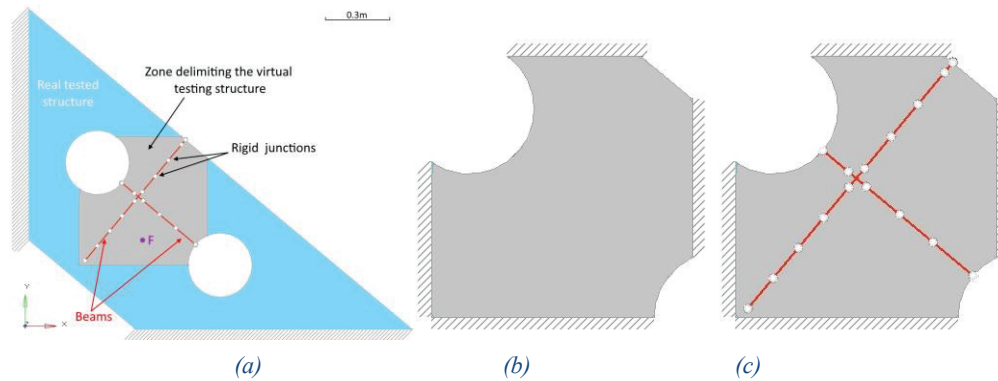 0.3m
Zone delimiting the virtual
testing structure
Real tested
structure
Rigid junctions
F
Beams
Y
X
(a)
(b)
(c)